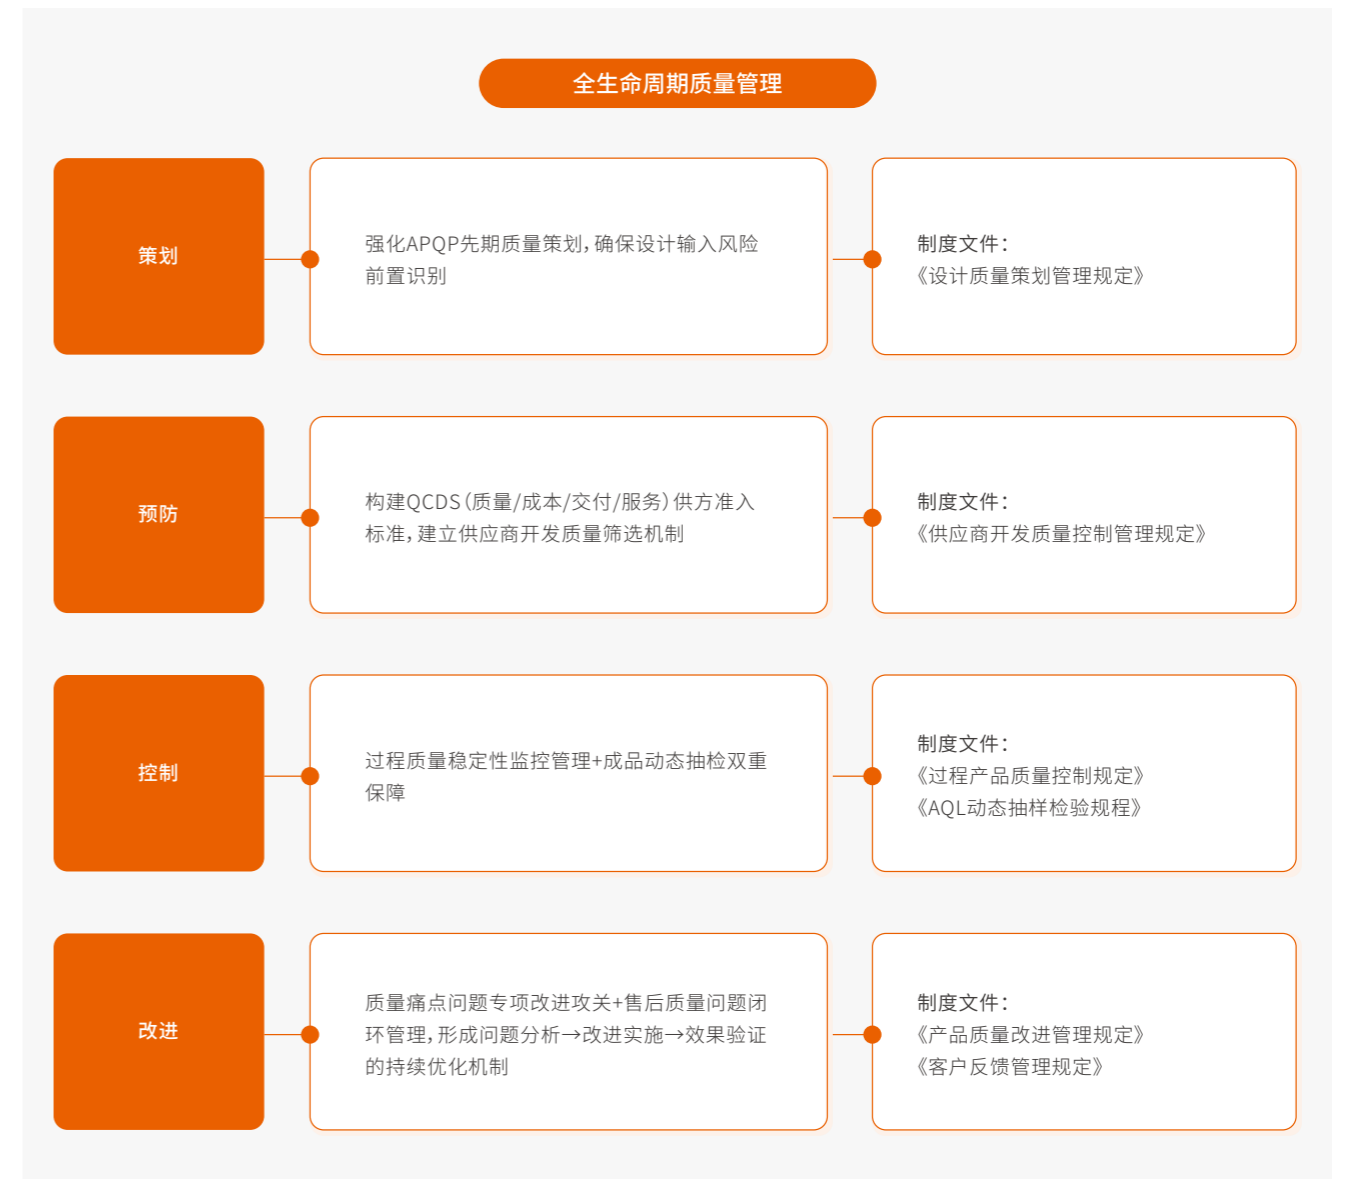 全生命周期质量管理
策划
强化APQP先期质量策划，确保设计输入风险
前置识别
制度文件：
《设计质量策划管理规定》
预防
构建QCDS（质量/成本/交付/服务）供方准入
标准，建立供应商开发质量筛选机制
制度文件：
《供应商开发质量控制管理规定》
控制
过程质量稳定性监控管理+成品动态抽检双重
保障
制度文件：
《过程产品质量控制规定》
《AQL动态抽样检验规程》
改进
质量痛点问题专项改进攻关+售后质量问题闭
环管理，形成问题分析→改进实施→效果验证
的持续优化机制
制度文件：
《产品质量改进管理规定》
《客户反馈管理规定》